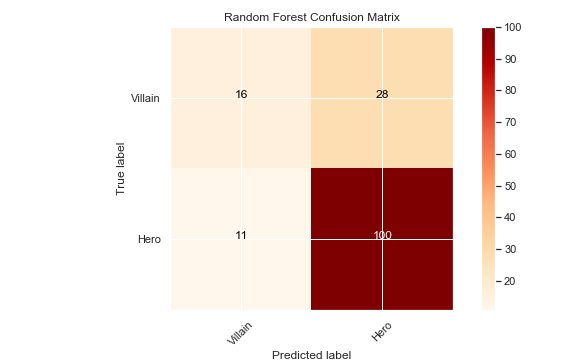 Random Forest Confusion Matrix
True label
Villain
16
28
Hero
11
100
Villain
Hero
Predicted label
100
90
80
70
60
50
40
30
20